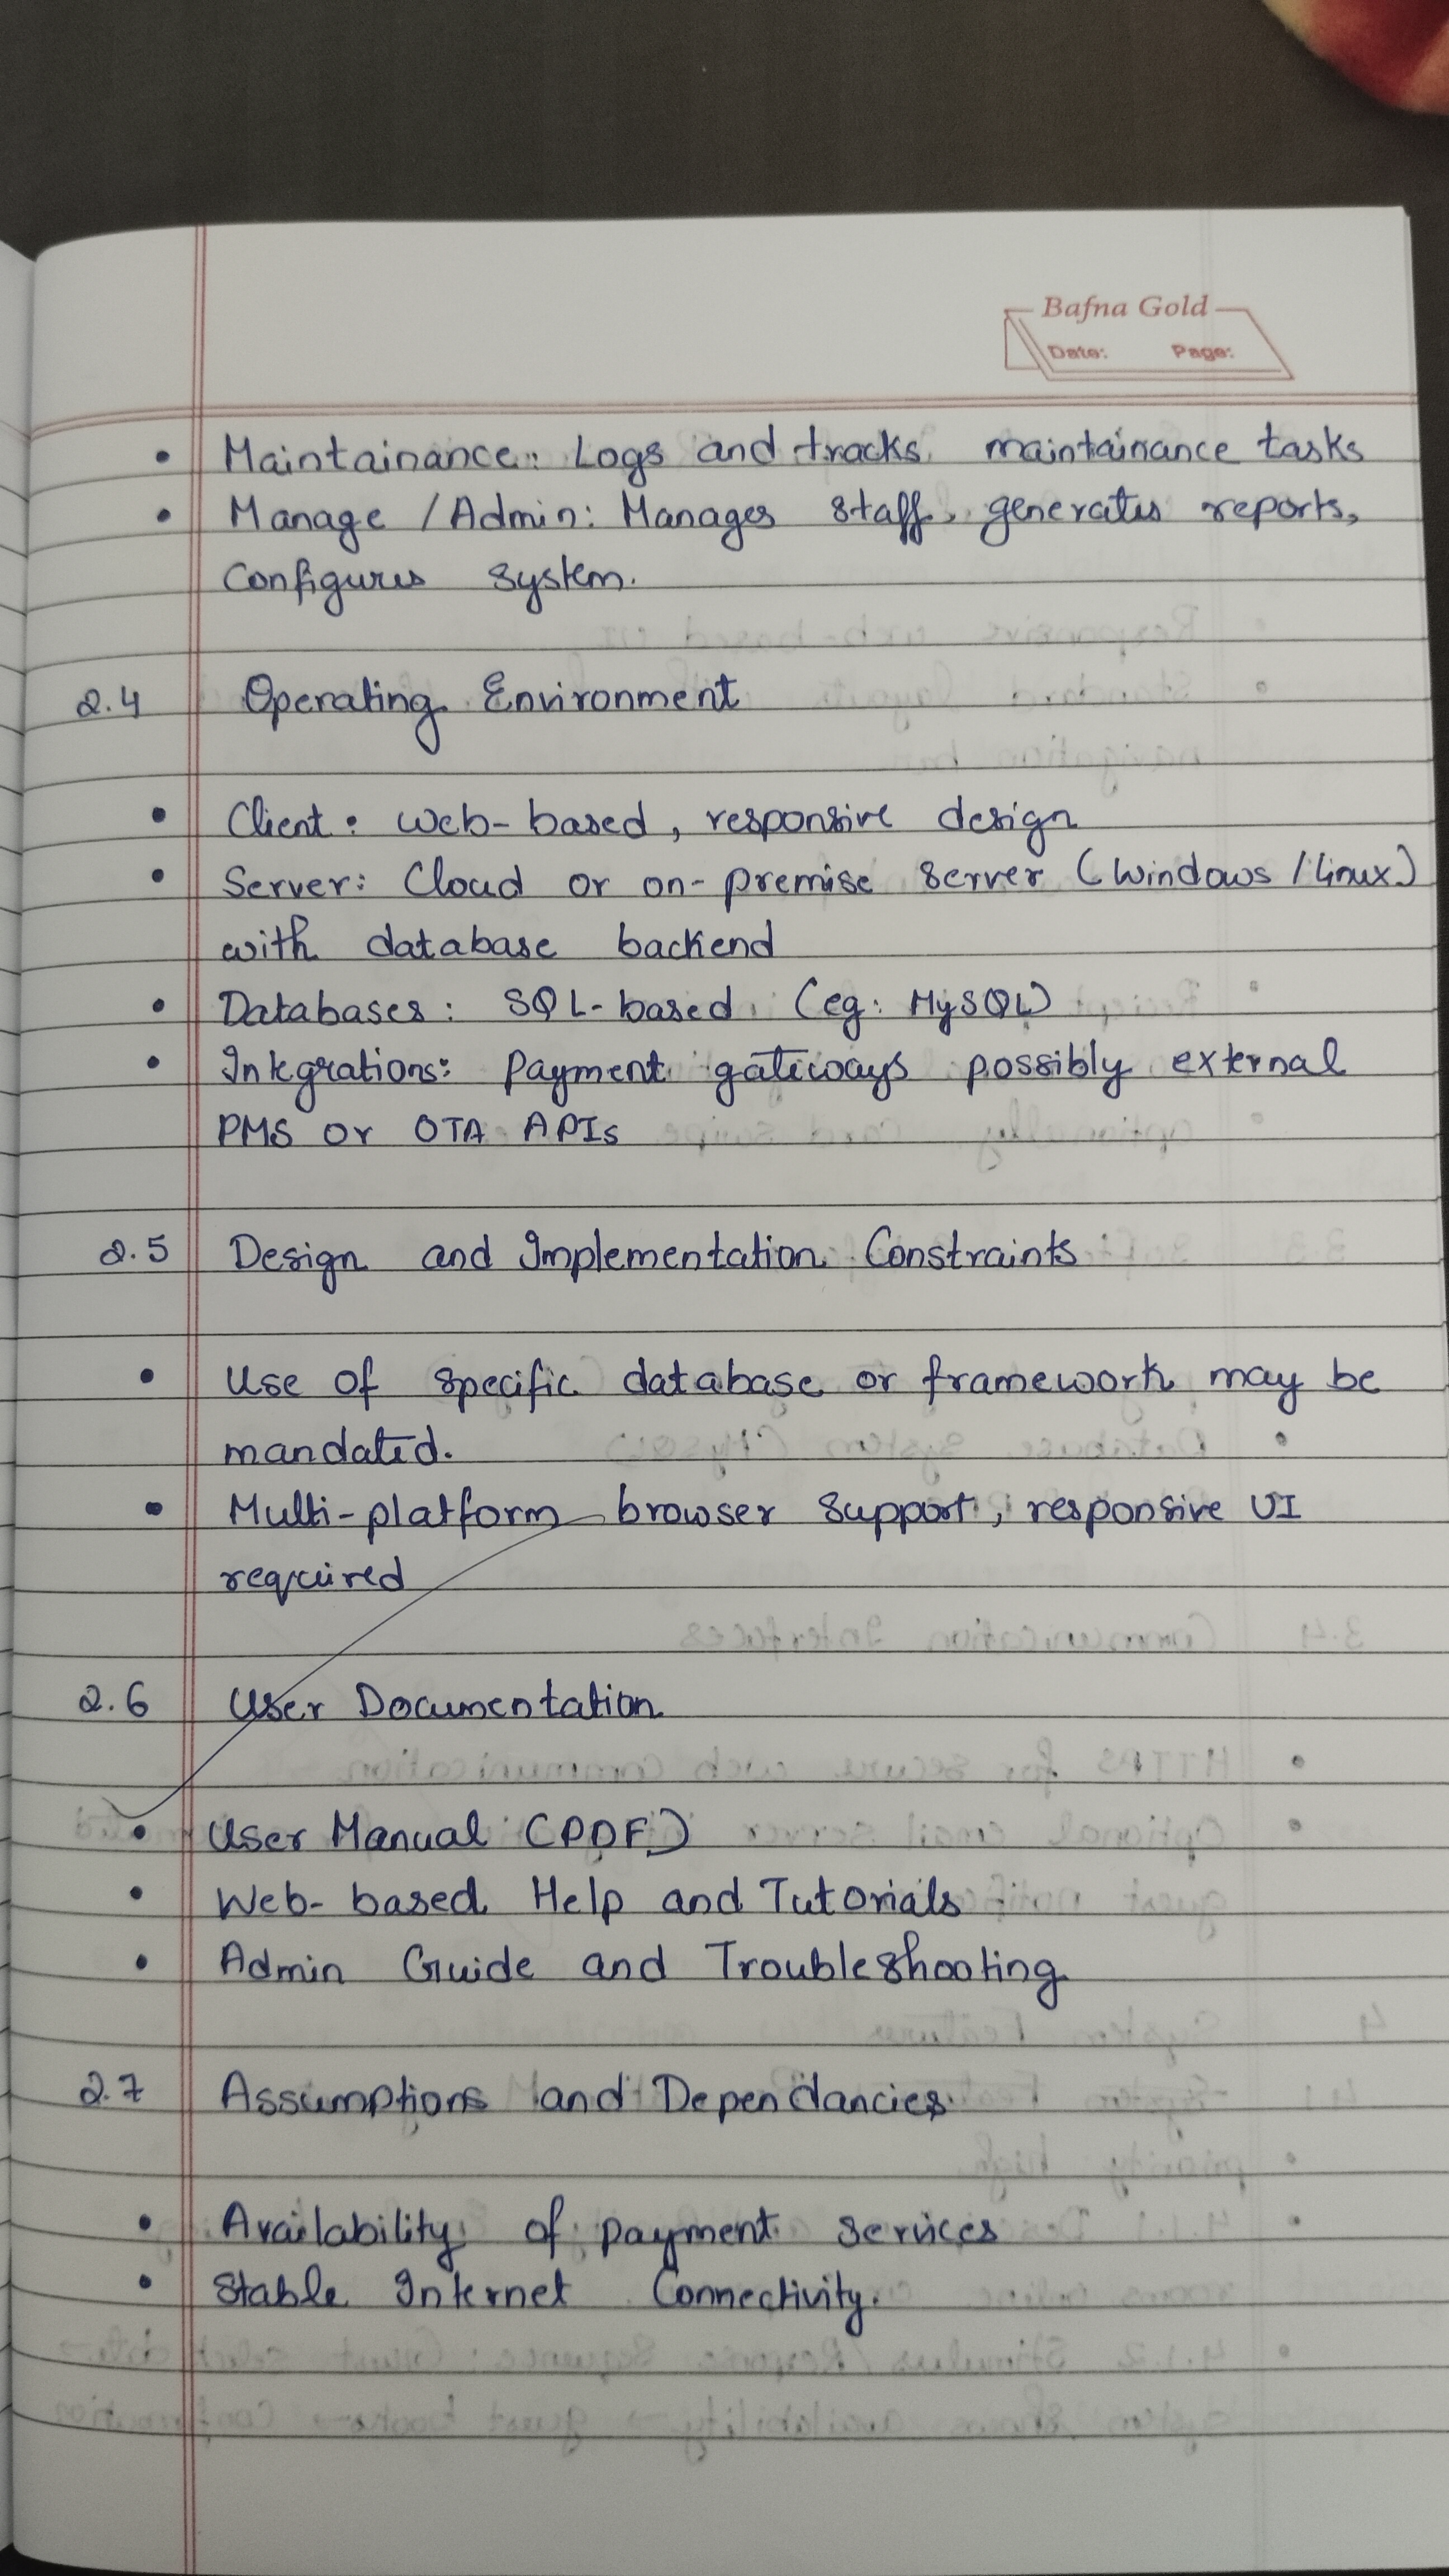 Bafna Gold
Date: Page:
• Maintainance: Logs and tracks maintainance tasks
• Manage / Admin: Manages staff, generates reports,
Configures system.
2.4 Operating Environment
• Client: web-based, responsive design
• Server: Cloud or on-premise server (Windows / Linux)
with database backend
• Databases: SQL-based (eg: MySQL)
• Integrations: Payment gateways possibly external
PMS or OTA APIs
2.5 Design and Implementation Constraints
• Use of specific database or framework may be
mandated.
• Multi-platform browser support, responsive UI
required
2.6 User Documentation
• User Manual (PDF)
• Web-based Help and Tutorials
• Admin Guide and Troubleshooting
2.7 Assumptions and Dependancies
• Availability of payment services
• Stable Internet Connectivity.